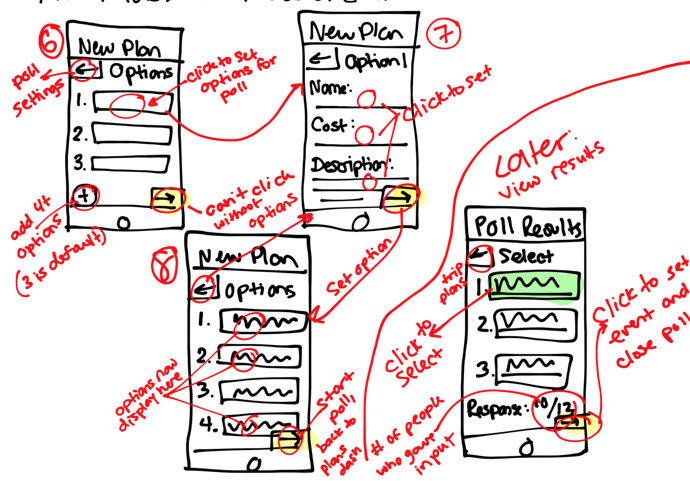 6
New Plan
Options
1.
2.
3.
+
poll
settings
click to set
options for
poll
add 4+
options
(3 is default)
can't click
without
options
7
New Plan
Option 1
Name:
Cost:
Description:
Click to set
Set option
8
New Plan
Options
1.
2.
3.
4.
options now
display here
Start
poll,
back to
plans
dash
Later:
view results
Poll Results
Select
1.
2.
3.
Response: 10/12
trip
plans
Click to
Select
# of people
who gave
input
Click to set
event and
close poll